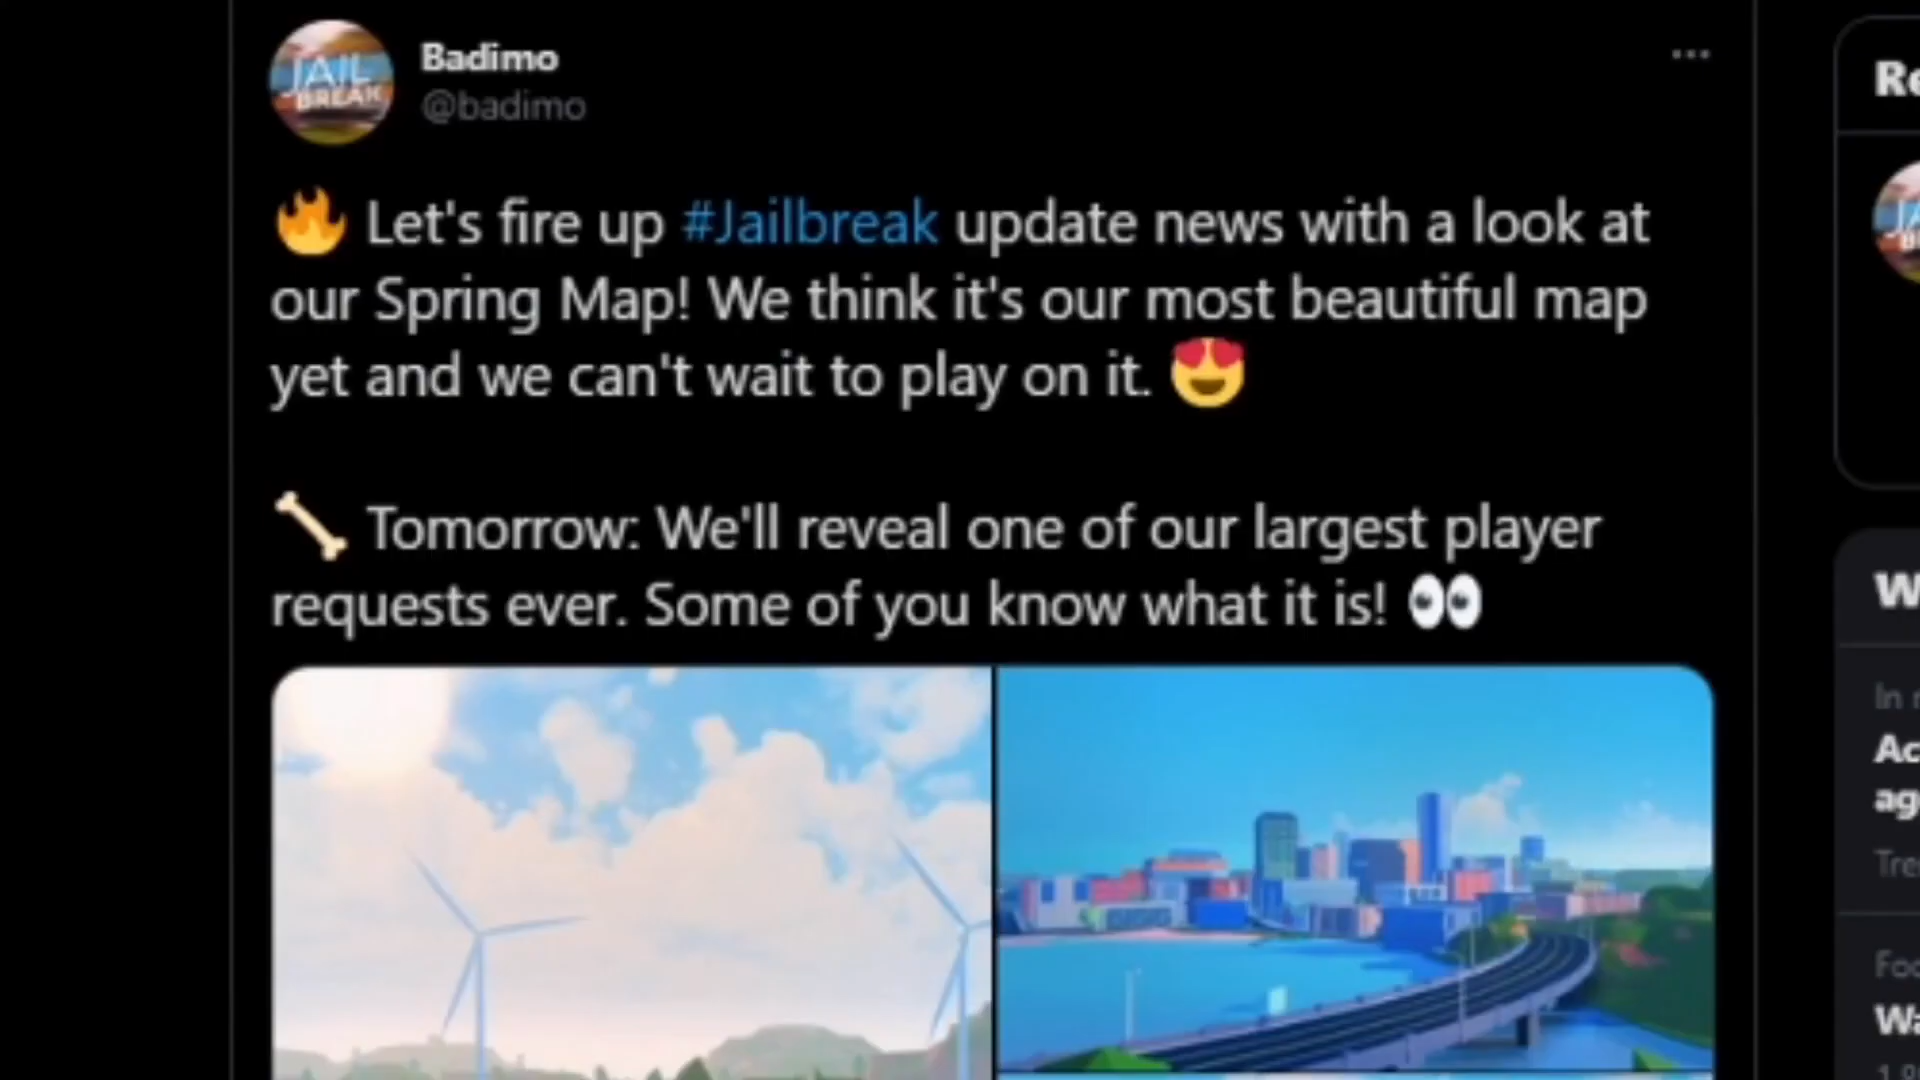 JAIL
BREAK
Badimo
@badimo
🔥 Let's fire up #Jailbreak update news with a look at
our Spring Map! We think it's our most beautiful map
yet and we can't wait to play on it. 😍
🦴 Tomorrow: We'll reveal one of our largest player
requests ever. Some of you know what it is! 👀